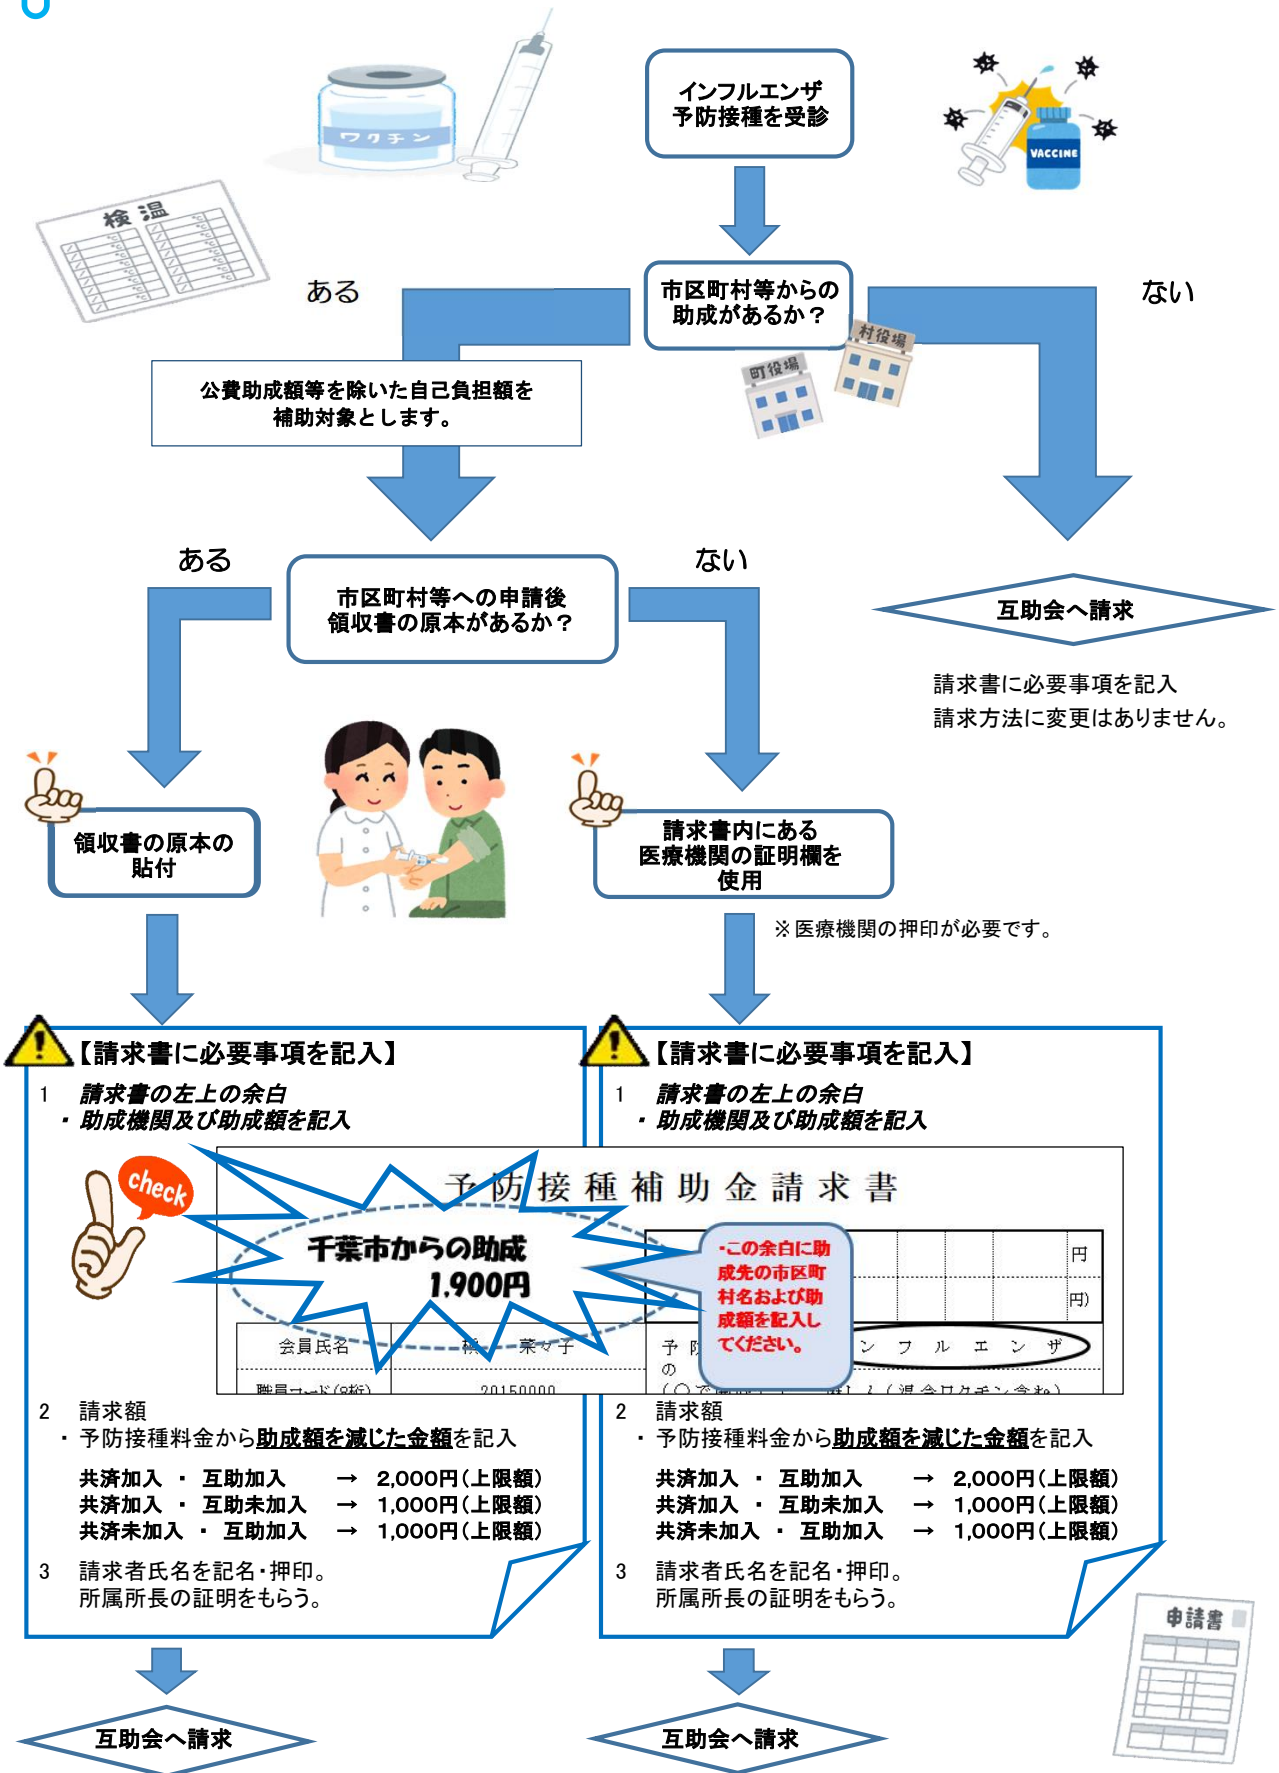 インフルエンザ
予防接種を受診
ワクチン
VACCINE
検温
ある
市区町村等からの
助成があるか？
ない
村役場
町役場
公費助成額等を除いた自己負担額を
補助対象とします。
ある
市区町村等への申請後
領収書の原本があるか？
ない
互助会へ請求
請求書に必要事項を記入
請求方法に変更はありません。
領収書の原本の
貼付
請求書内にある
医療機関の証明欄を
使用
※医療機関の押印が必要です。
【請求書に必要事項を記入】
1 請求書の左上の余白
・助成機関及び助成額を記入
【請求書に必要事項を記入】
1 請求書の左上の余白
・助成機関及び助成額を記入
check
予防接種補助金請求書
千葉市からの助成
1,900円
・この余白に助
成先の市区町
村名および助
成額を記入し
てください。
円
円)
会員氏名
菜々子
予防
の
ンフルエンザ
職員コード(8桁)
20150000
2 請求額
・予防接種料金から助成額を減じた金額を記入
共済加入 ・ 互助加入 → 2,000円(上限額)
共済加入 ・ 互助未加入 → 1,000円(上限額)
共済未加入 ・ 互助加入 → 1,000円(上限額)
3 請求者氏名を記名・押印。
所属所長の証明をもらう。
2 請求額
・予防接種料金から助成額を減じた金額を記入
共済加入 ・ 互助加入 → 2,000円(上限額)
共済加入 ・ 互助未加入 → 1,000円(上限額)
共済未加入 ・ 互助加入 → 1,000円(上限額)
3 請求者氏名を記名・押印。
所属所長の証明をもらう。
申請書
互助会へ請求
互助会へ請求